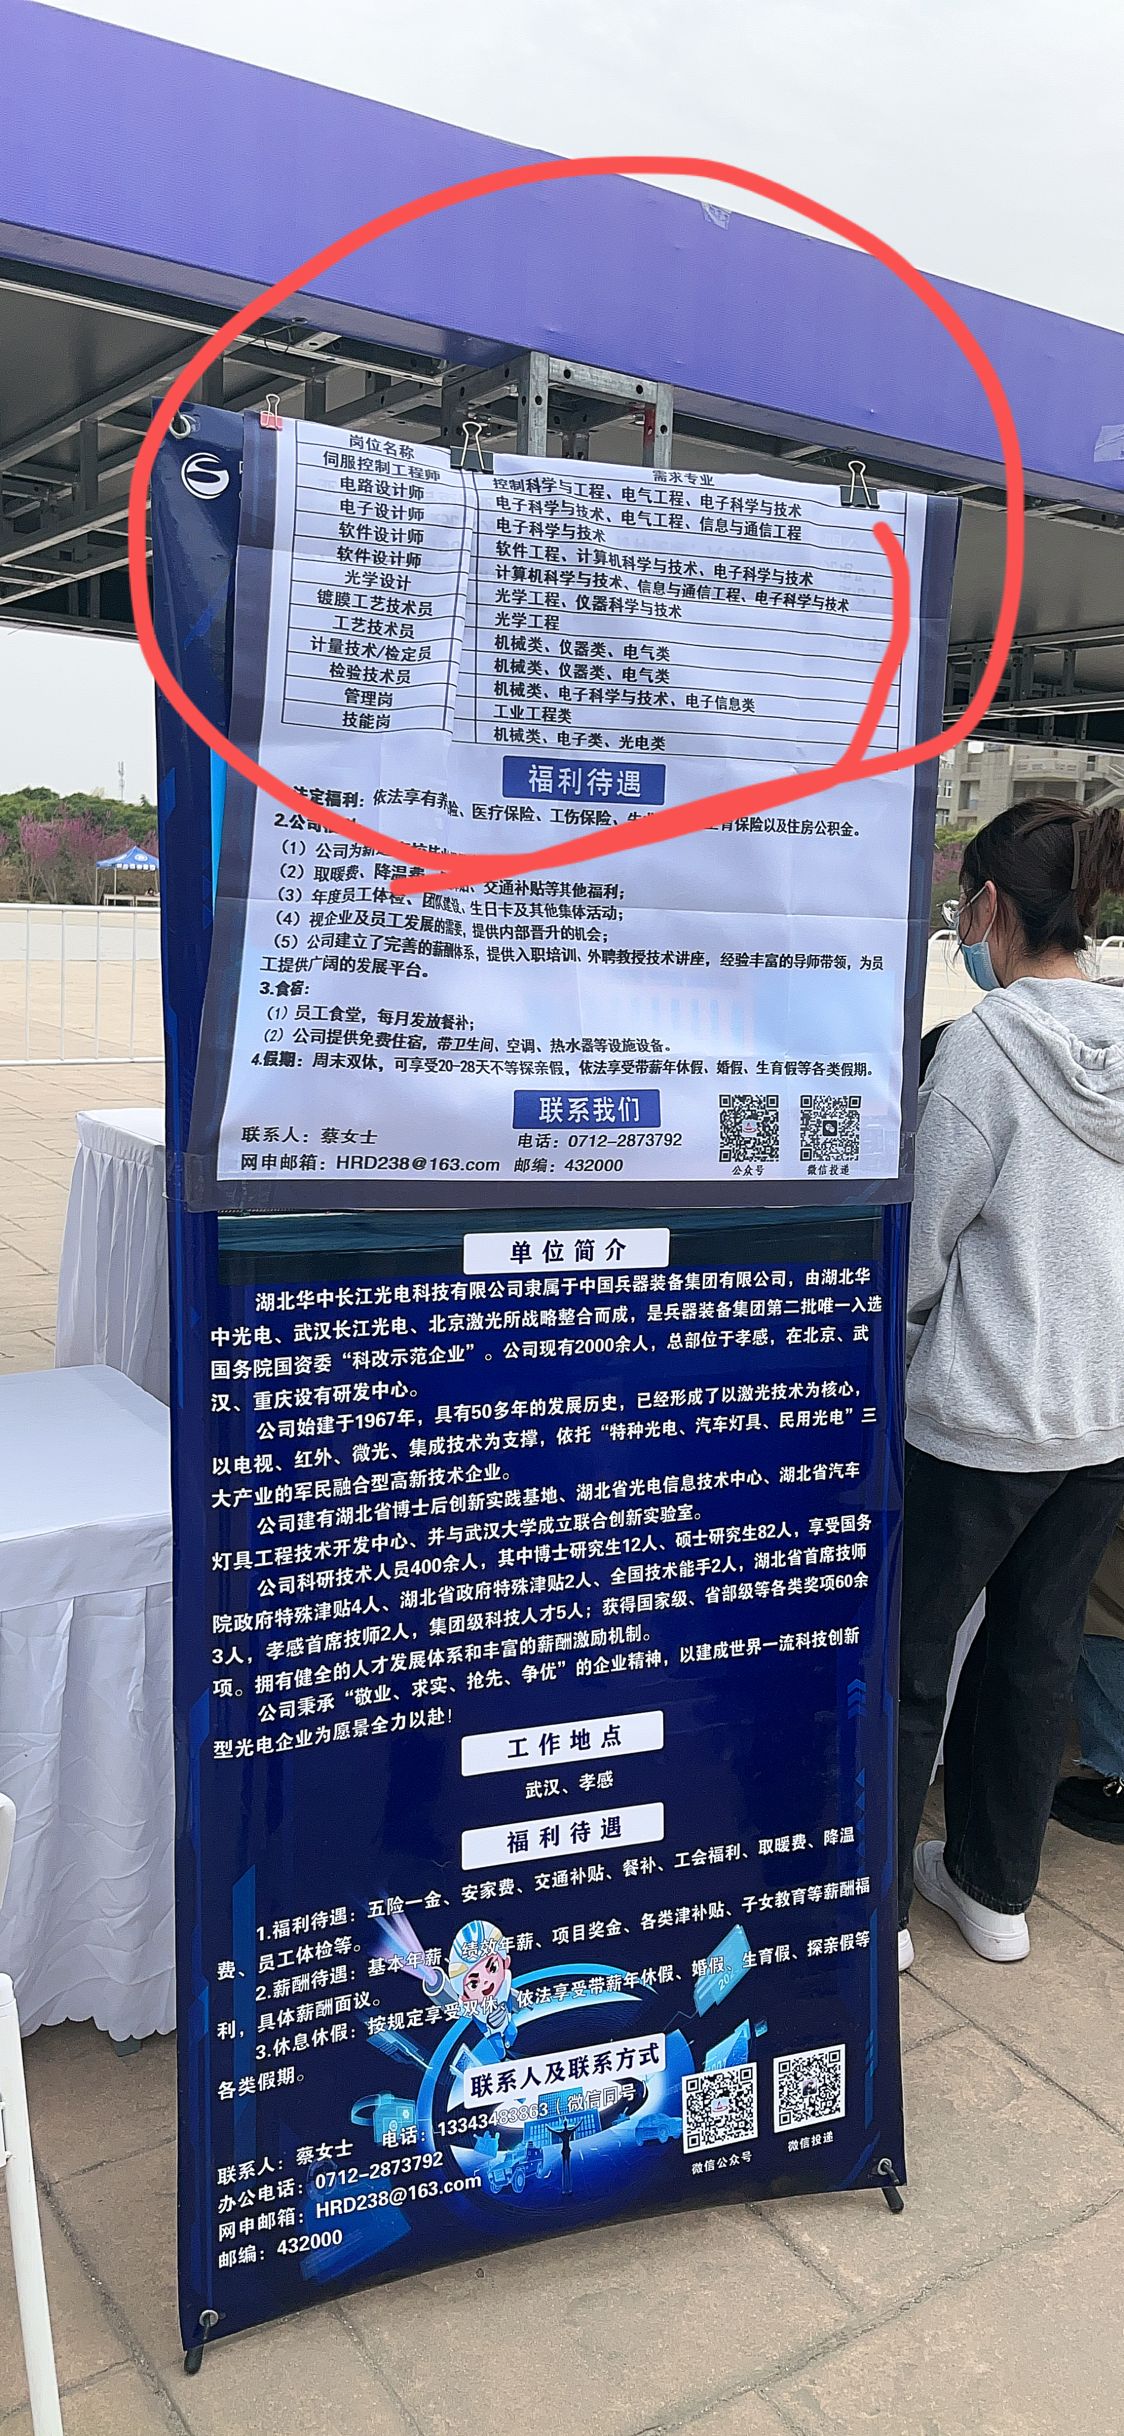 岗位名称 需求专业
伺服控制工程师 控制科学与工程、电气工程、电子科学与技术
电路设计师 电子科学与技术、电气工程、信息与通信工程
电子设计师 电子科学与技术
软件设计师 软件工程、计算机科学与技术、电子科学与技术
软件设计师 计算机科学与技术、信息与通信工程、电子科学与技术
光学设计 光学工程、仪器科学与技术
镀膜工艺技术员 光学工程
工艺技术员 机械类、仪器类、电气类
计量技术/检定员 机械类、仪器类、电气类
检验技术员 机械类、电子科学与技术、电子信息类
管理岗 工业工程类
技能岗 机械类、电子类、光电类
福利待遇
法定福利：依法享有养 险、医疗保险、工伤保险、 育保险以及住房公积金。
2.公司
（1）公司为新
（2）取暖费、降温费 、交通补贴等其他福利；
（3）年度员工体检、团队建设、生日卡及其他集体活动；
（4）视企业及员工发展的需要，提供内部晋升的机会；
（5）公司建立了完善的薪酬体系，提供入职培训、外聘教授技术讲座，经验丰富的导师带领，为员
工提供广阔的发展平台。
3.食宿：
（1）员工食堂，每月发放餐补；
（2）公司提供免费住宿，带卫生间、空调、热水器等设施设备。
4.假期：周末双休，可享受20-28天不等探亲假，依法享受带薪年休假、婚假、生育假等各类假期。
联系我们
联系人：蔡女士 电话：0712-2873792
网申邮箱：HRD238@163.com 邮编：432000
公众号 微信投递
单位简介
湖北华中长江光电科技有限公司隶属于中国兵器装备集团有限公司，由湖北华
中光电、武汉长江光电、北京激光所战略整合而成，是兵器装备集团第二批唯一入选
国务院国资委“科改示范企业”。公司现有2000余人，总部位于孝感，在北京、武
汉、重庆设有研发中心。
公司始建于1967年，具有50多年的发展历史，已经形成了以激光技术为核心，
以电视、红外、微光、集成技术为支撑，依托“特种光电、汽车灯具、民用光电”三
大产业的军民融合型高新技术企业。
公司建有湖北省博士后创新实践基地、湖北省光电信息技术中心、湖北省汽车
灯具工程技术开发中心、并与武汉大学成立联合创新实验室。
公司科研技术人员400余人，其中博士研究生12人、硕士研究生82人，享受国务
院政府特殊津贴4人、湖北省政府特殊津贴2人、全国技术能手2人，湖北省首席技师
3人，孝感首席技师2人，集团级科技人才5人；获得国家级、省部级等各类奖项60余
项。拥有健全的人才发展体系和丰富的薪酬激励机制。
公司秉承“敬业、求实、抢先、争优”的企业精神，以建成世界一流科技创新
型光电企业为愿景全力以赴！
工作地点
武汉、孝感
福利待遇
1.福利待遇：五险一金、安家费、交通补贴、餐补、工会福利、取暖费、降温
费、员工体检等。
2.薪酬待遇：基本年薪、绩效年薪、项目奖金、各类津补贴、子女教育等薪酬福
利，具体薪酬面议。
3.休息休假：按规定享受双休。依法享受带薪年休假、婚假、生育假、探亲假等
各类假期。
联系人及联系方式
联系人：蔡女士 电话：13343483863（微信同号
办公电话：0712-2873792
网申邮箱：HRD238@163.com
邮编：432000
微信公众号 微信投递